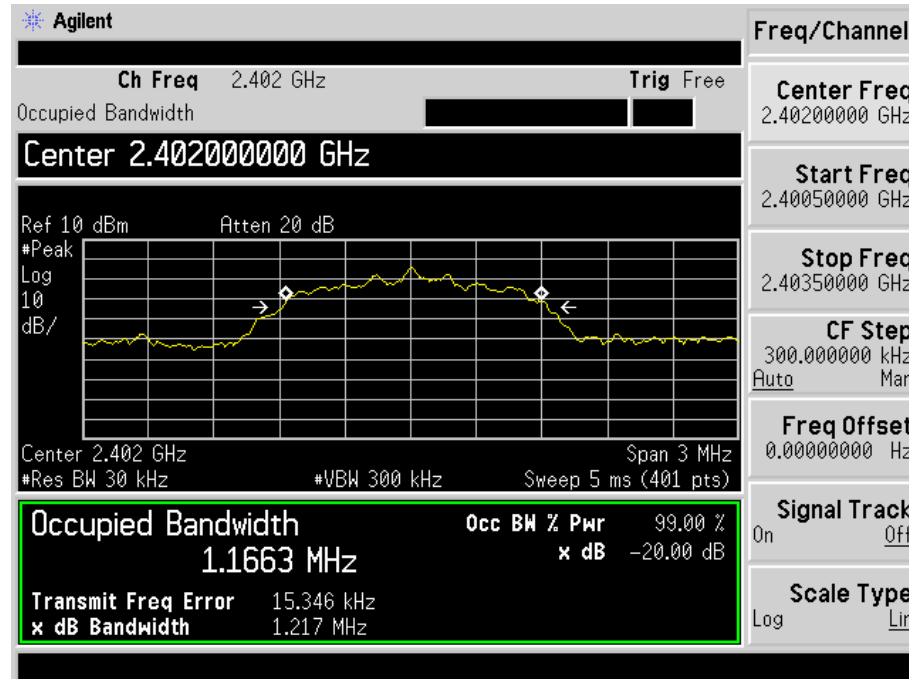 Agilent
Freq/Channel
Ch Freq 2.402 GHz Trig Free
Occupied Bandwidth
Center 2.402000000 GHz
Ref 10 dBm Atten 20 dB
#Peak
Log
10
dB/
Center 2.402 GHz Span 3 MHz
#Res BW 30 kHz #VBW 300 kHz Sweep 5 ms (401 pts)
Occupied Bandwidth Occ BW % Pwr 99.00 %
1.1663 MHz x dB -20.00 dB
Transmit Freq Error 15.346 kHz
x dB Bandwidth 1.217 MHz
Center Freq
2.40200000 GHz
Start Freq
2.40050000 GHz
Stop Freq
2.40350000 GHz
CF Step
300.000000 kHz
Auto Man
Freq Offset
0.00000000 Hz
Signal Track
On Off
Scale Type
Log Lin